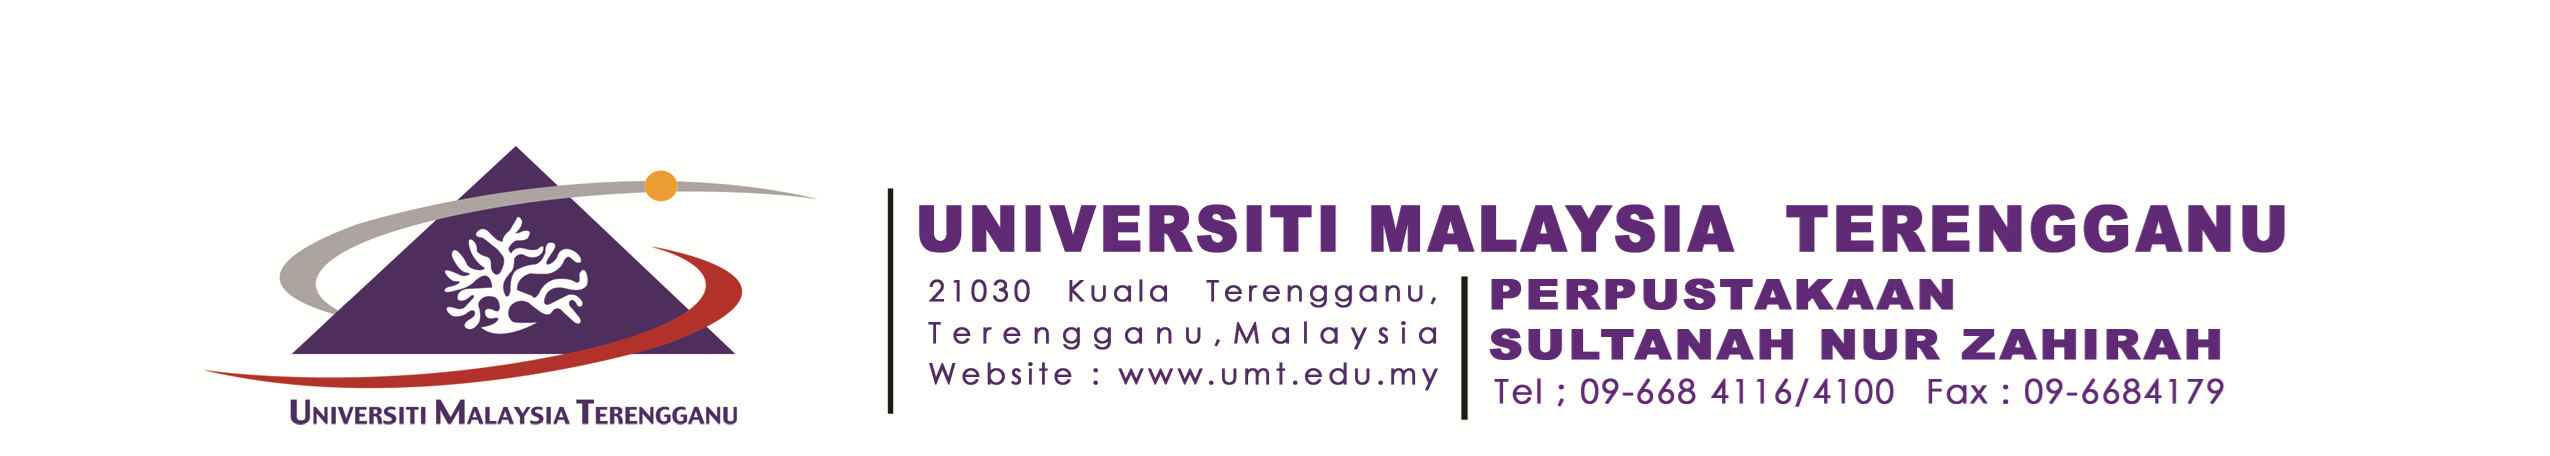 UNIVERSITI MALAYSIA TERENGGANU
UNIVERSITI MALAYSIA TERENGGANU
21030 Kuala Terengganu,
Terengganu, Malaysia
Website : www.umt.edu.my
PERPUSTAKAAN
SULTANAH NUR ZAHIRAH
Tel ; 09-668 4116/4100 Fax : 09-6684179